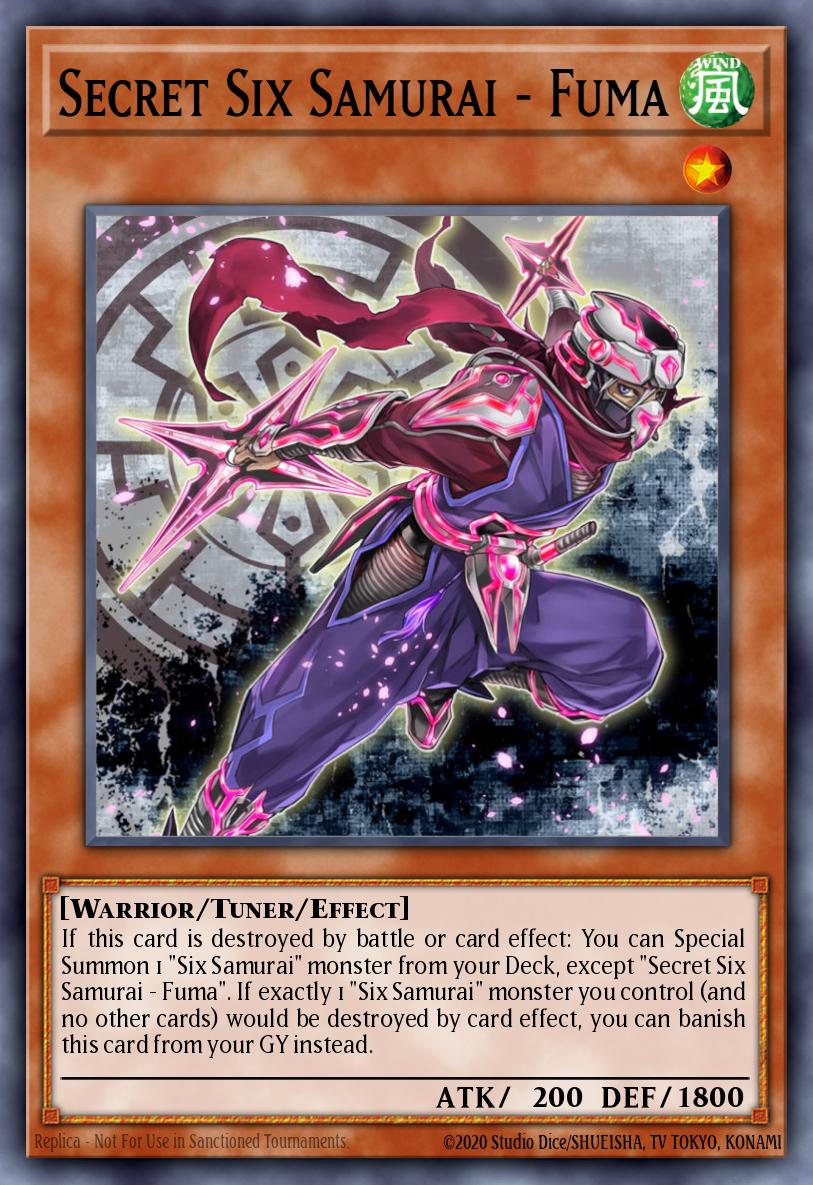 Secret Six Samurai - Fuma
WIND
風
[Warrior/Tuner/Effect]
If this card is destroyed by battle or card effect: You can Special
Summon 1 "Six Samurai" monster from your Deck, except "Secret Six
Samurai - Fuma". If exactly 1 "Six Samurai" monster you control (and
no other cards) would be destroyed by card effect, you can banish
this card from your GY instead.
ATK/ 200 DEF/1800
Replica - Not For Use in Sanctioned Tournaments.
©2020 Studio Dice/SHUEISHA, TV TOKYO, KONAMI